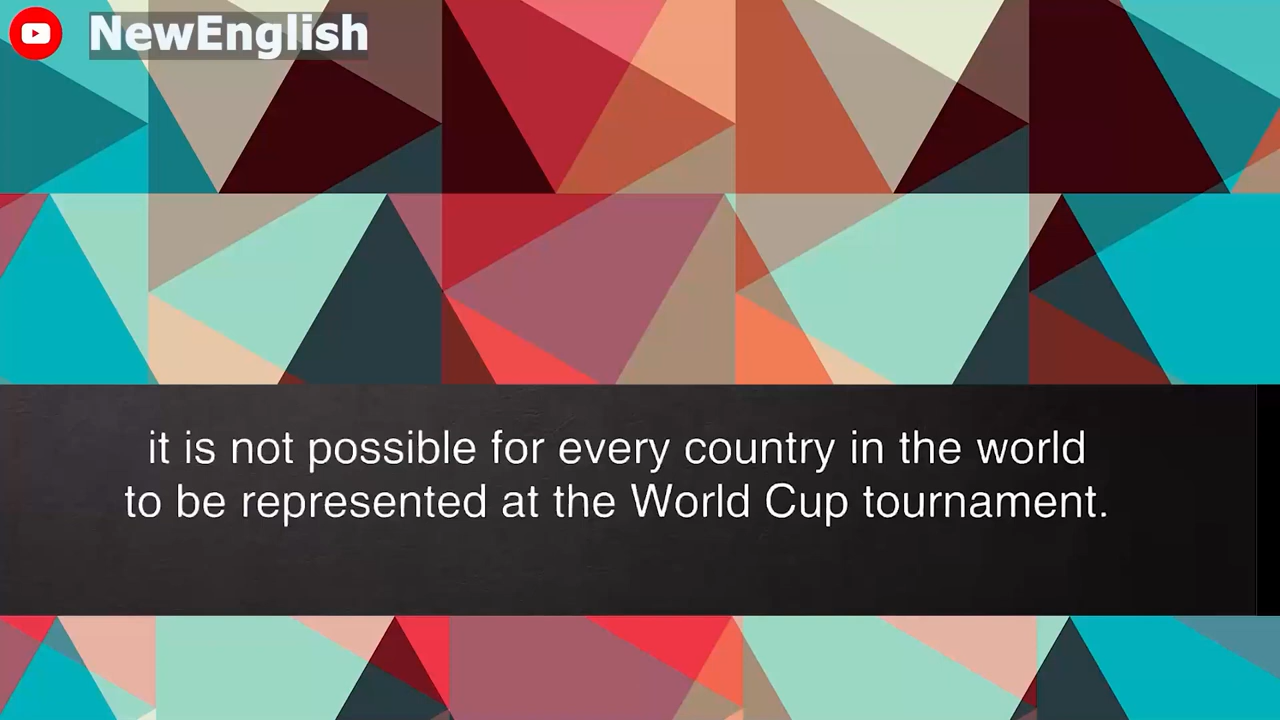 NewEnglish
it is not possible for every country in the world
to be represented at the World Cup tournament.